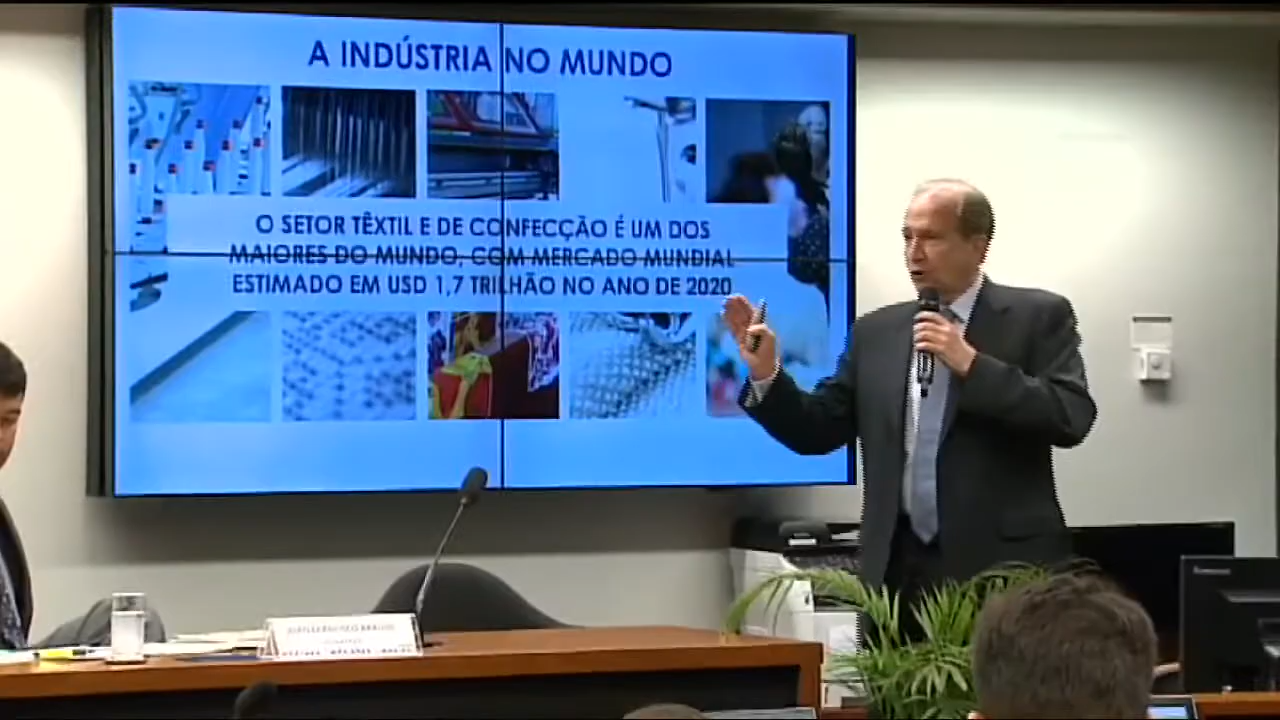 A INDÚSTRIA NO MUNDO
O SETOR TÊXTIL E DE CONFECÇÃO É UM DOS
MAIORES DO MUNDO, COM MERCADO MUNDIAL
ESTIMADO EM USD 1,7 TRILHÃO NO ANO DE 2020